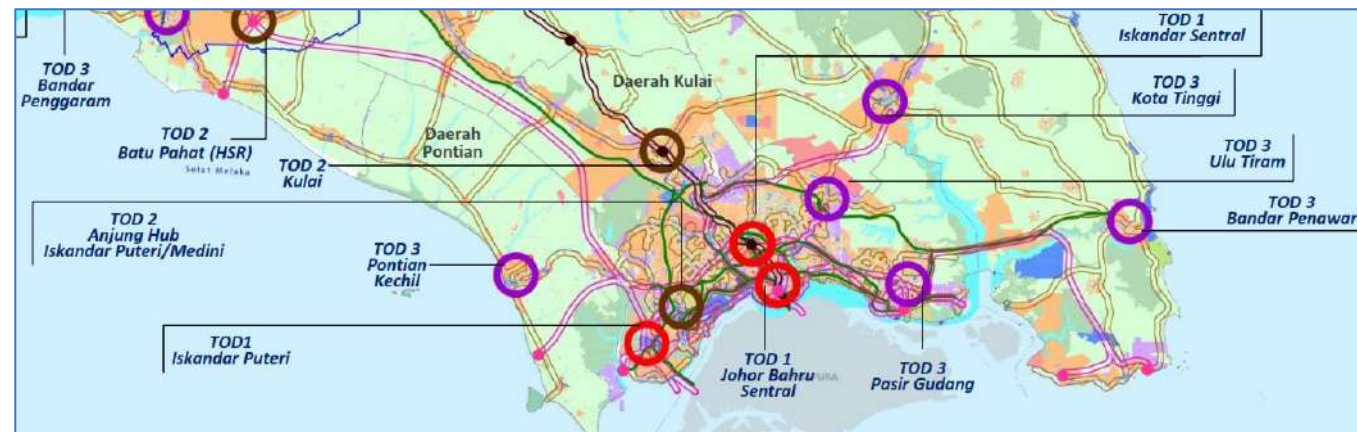 TOD 3
Bandar
Penggaram
TOD 2
Batu Pahat (HSR)
Selat Melaka
Daerah
Pontian
Daerah Kulai
TOD 2
Kulai
TOD 2
Anjung Hub
Iskandar Puteri/Medini
TOD 3
Pontian
Kechil
TOD1
Iskandar Puteri
TOD 1
Johor Bahru
Sentral
TOD 3
Pasir Gudang
TOD 1
Iskandar Sentral
TOD 3
Kota Tinggi
TOD 3
Ulu Tiram
TOD 3
Bandar Penawar